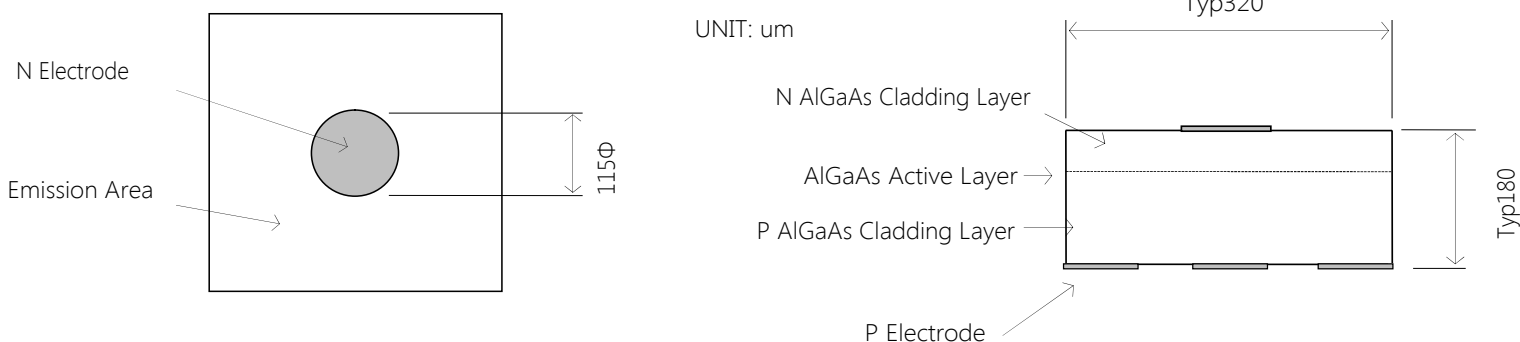 N Electrode
Emission Area
115Φ
UNIT: um
Typ320
N AlGaAs Cladding Layer
AlGaAs Active Layer
P AlGaAs Cladding Layer
P Electrode
Typ180